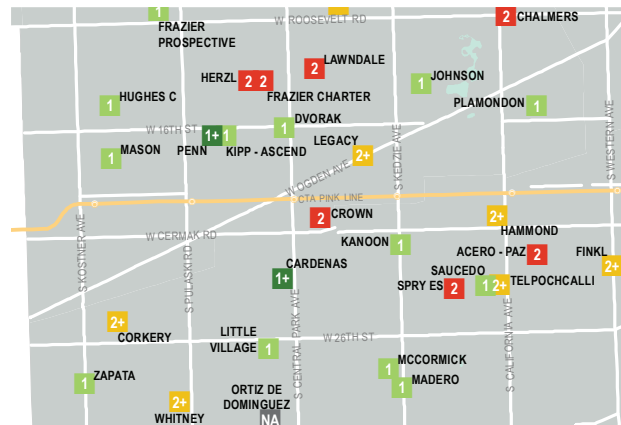 W ROOSEVELT RD
2
CHALMERS
1
FRAZIER
PROSPECTIVE
2
LAWNDALE
HERZL
2 2
FRAZIER CHARTER
1
JOHNSON
HUGHES C
1
PLAMONDON
1
DVORAK
1
W 16TH ST
1+
1
PENN
KIPP - ASCEND
LEGACY
2+
MASON
1
W OGDEN AVE
S KEDZIE AVE
S WESTERN AVE
CTA PINK LINE
2
CROWN
2+
HAMMOND
S KOSTNER AVE
W CERMAK RD
S PULASKI RD
KANOON
1
ACERO - PAZ
2
FINKL
2+
CARDENAS
1+
SAUCEDO
SPRY ES
2
1
2+
TELPOCHCALLI
S CENTRAL PARK AVE
S CALIFORNIA AVE
2+
CORKERY
LITTLE
VILLAGE
1
W 26TH ST
ZAPATA
1
MCCORMICK
1
MADERO
1
2+
WHITNEY
ORTIZ DE
DOMINGUEZ
NA